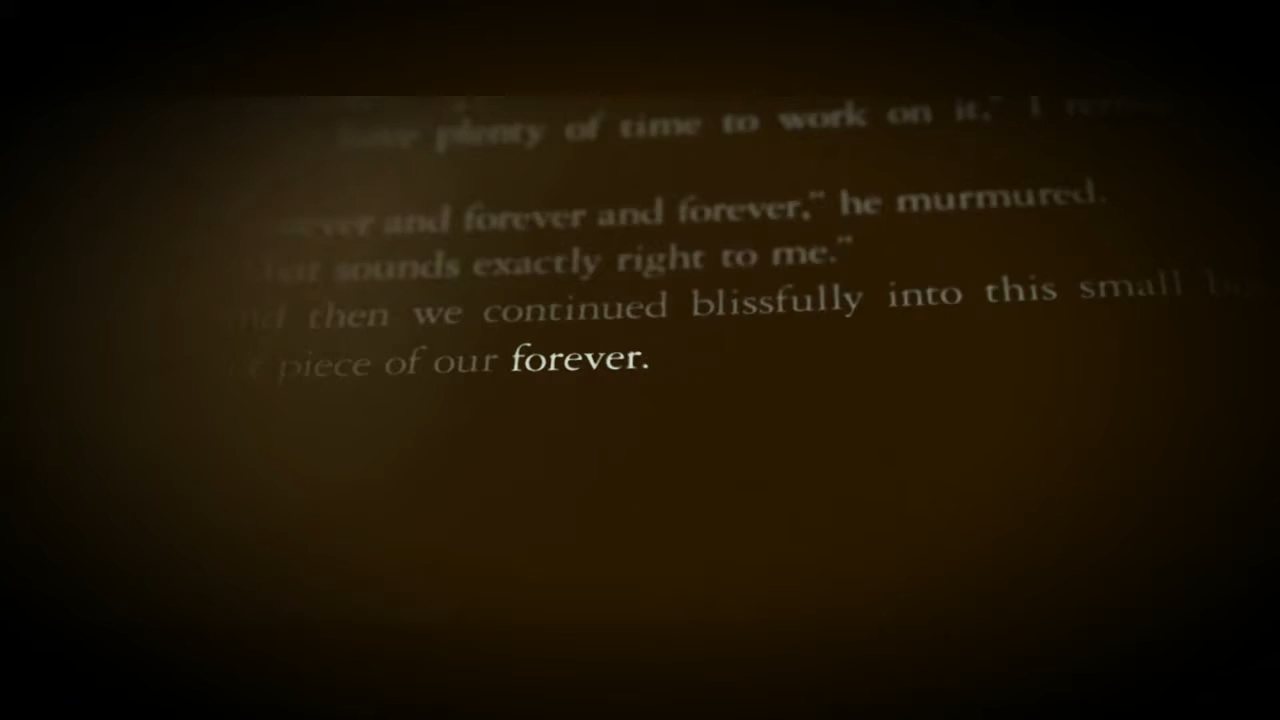 plenty of time to work on it," I
and forever and forever," he murmured.
sounds exactly right to me."
then we continued blissfully into this small
piece of our forever.